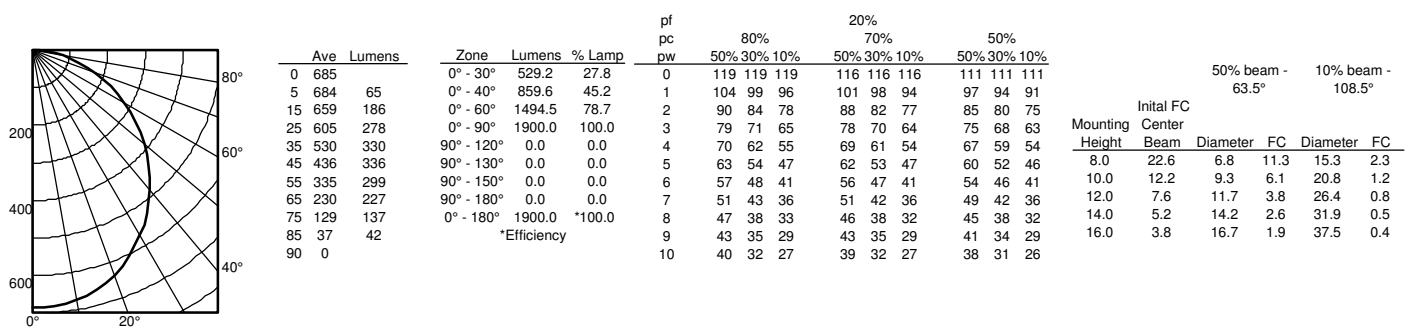 80°
60°
40°
200
400
600
0° 20°
Ave Lumens
0 685
5 684 65
15 659 186
25 605 278
35 530 330
45 436 336
55 335 299
65 230 227
75 129 137
85 37 42
90 0
Zone Lumens % Lamp
0° - 30° 529.2 27.8
0° - 40° 859.6 45.2
0° - 60° 1494.5 78.7
0° - 90° 1900.0 100.0
90° - 120° 0.0 0.0
90° - 130° 0.0 0.0
90° - 150° 0.0 0.0
90° - 180° 0.0 0.0
0° - 180° 1900.0 *100.0
*Efficiency
pf 20%
pc 80% 70% 50%
pw 50% 30% 10% 50% 30% 10% 50% 30% 10%
0 119 119 119 116 116 116 111 111 111
1 104 99 96 101 98 94 97 94 91
2 90 84 78 88 82 77 85 80 75
3 79 71 65 78 70 64 75 68 63
4 70 62 55 69 61 54 67 59 54
5 63 54 47 62 53 47 60 52 46
6 57 48 41 56 47 41 54 46 41
7 51 43 36 51 42 36 49 42 36
8 47 38 33 46 38 32 45 38 32
9 43 35 29 43 35 29 41 34 29
10 40 32 27 39 32 27 38 31 26
50% beam - 10% beam -
63.5° 108.5°
Inital FC
Mounting Center
Height Beam Diameter FC Diameter FC
8.0 22.6 6.8 11.3 15.3 2.3
10.0 12.2 9.3 6.1 20.8 1.2
12.0 7.6 11.7 3.8 26.4 0.8
14.0 5.2 14.2 2.6 31.9 0.5
16.0 3.8 16.7 1.9 37.5 0.4